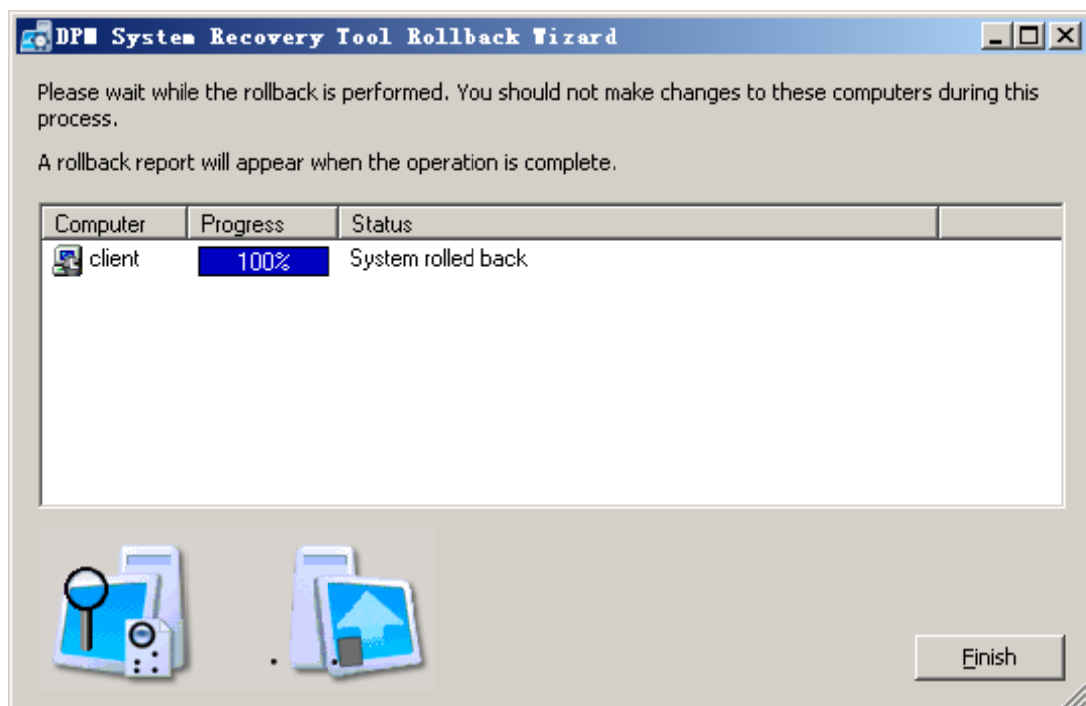 DPM System Recovery Tool Rollback Wizard
Please wait while the rollback is performed. You should not make changes to these computers during this
process.
A rollback report will appear when the operation is complete.
Computer Progress Status
client 100% System rolled back
Finish